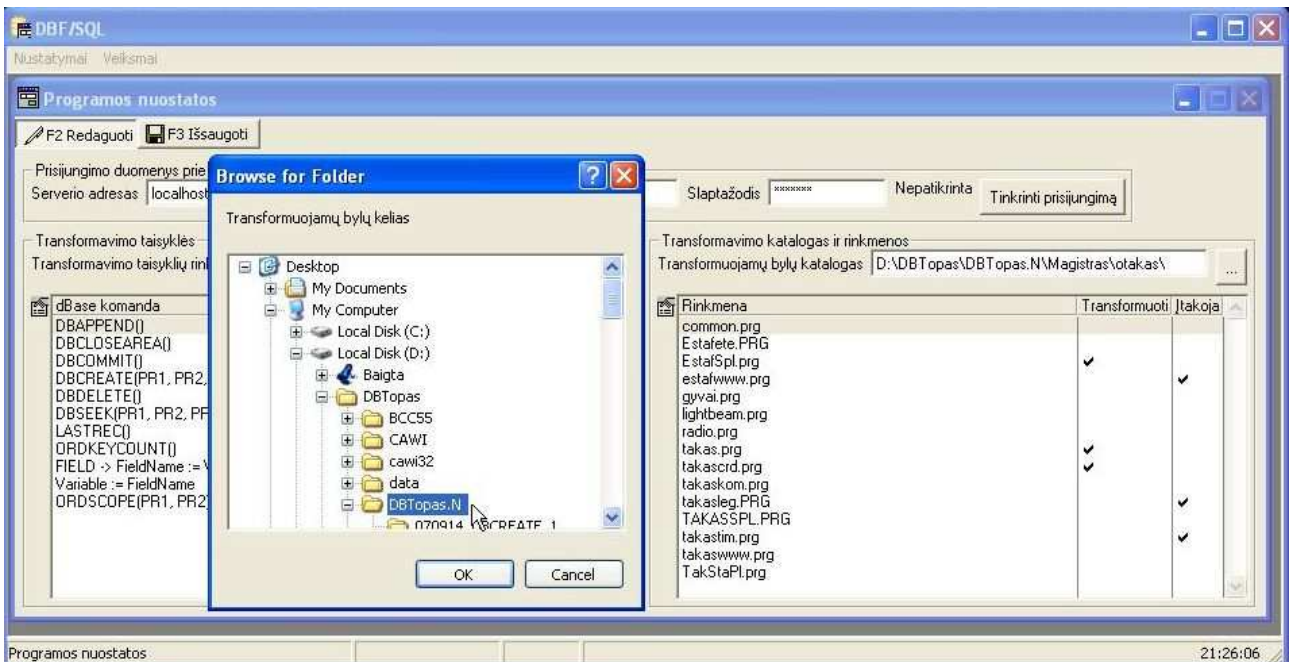 DBF/SQL
Nustatymai Veiksmai
Programos nuostatos
F2 Redaguoti F3 Išsaugoti
Prisijungimo duomenys prie
Serverio adresas localhost
Slaptažodis ******* Nepatikrinta Tinkrinti prisijungimą
Browse for Folder
Transformuojamų bylų kelias
Desktop
My Documents
My Computer
Local Disk (C:)
Local Disk (D:)
Baigta
DBTopas
BCC55
CAWI
cawi32
data
DBTopas.N
OK Cancel
Transformavimo taisyklės
Transformavimo taisyklių rin
dBase komanda
DBAPPEND()
DBCLOSEAREA()
DBCOMMIT()
DBCREATE(PR1, PR2,
DBDELETE()
DBSEEK(PR1, PR2, PR
LASTREC()
ORDKEYCOUNT()
FIELD -> FieldName :=
Variable := FieldName
ORDSCOPE(PR1, PR2)
Transformavimo katalogas ir rinkmenos
Transformuojamų bylų katalogas D:\DBTopas\DBTopas.N\Magistras\otakas\ ...
Rinkmena Transformuoti Įtakoja
common.prg
Estafete.PRG
EstafSpl.prg
estafwww.prg
gyvai.prg
lightbeam.prg
radio.prg
takas.prg
takascrd.prg
takaskom.prg
takasleg.PRG
TAKASSPL.PRG
takastim.prg
takaswww.prg
TakStaPl.prg
Programos nuostatos 21:26:06